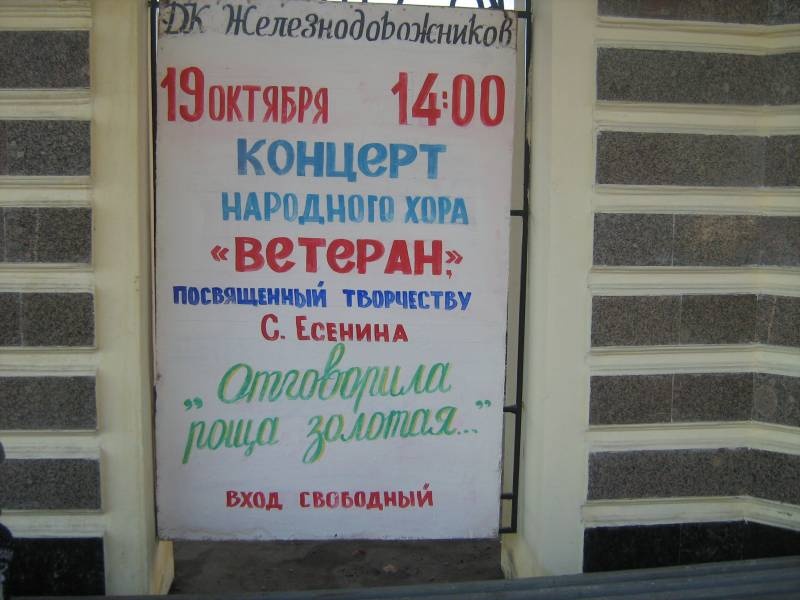 ДК Железнодорожников
19 ОКТЯБРЯ 14:00
КОНЦЕРТ
НАРОДНОГО ХОРА
«ВЕТЕРАН,»
ПОСВЯЩЕННЫЙ ТВОРЧЕСТВУ
С. ЕСЕНИНА
„Отговорила
роща золотая..."
ВХОД СВОБОДНЫЙ